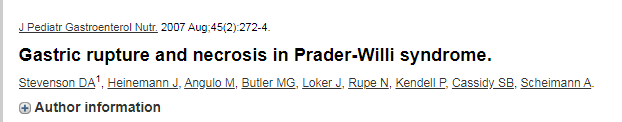 J Pediatr Gastroenterol Nutr. 2007 Aug;45(2):272-4.
Gastric rupture and necrosis in Prader-Willi syndrome.
Stevenson DA1, Heinemann J, Angulo M, Butler MG, Loker J, Rupe N, Kendell P, Cassidy SB, Scheimann A.
Author information